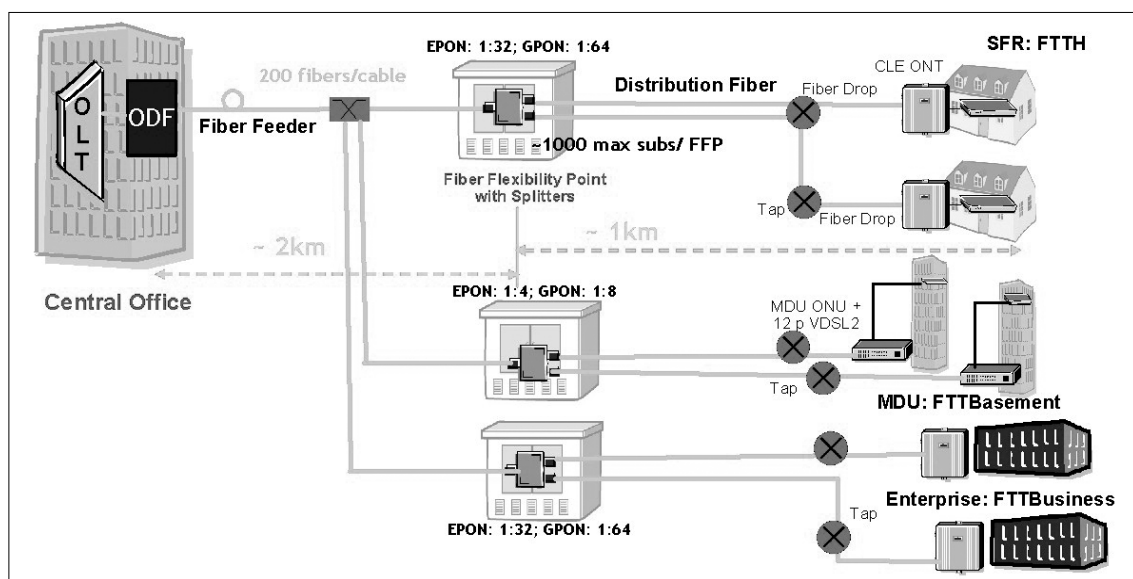 EPON: 1:32; GPON: 1:64
SFR: FTTH
200 fibers/cable
CLE ONT
OLT
ODF
Fiber Feeder
Distribution Fiber
Fiber Drop
~1000 max subs/ FFP
Fiber Flexibility Point
with Splitters
Tap
Fiber Drop
~ 2km
~ 1km
Central Office
EPON: 1:4; GPON: 1:8
MDU ONU +
12 p VDSL2
Tap
MDU: FTTBasement
Enterprise: FTTBusiness
Tap
EPON: 1:32; GPON: 1:64